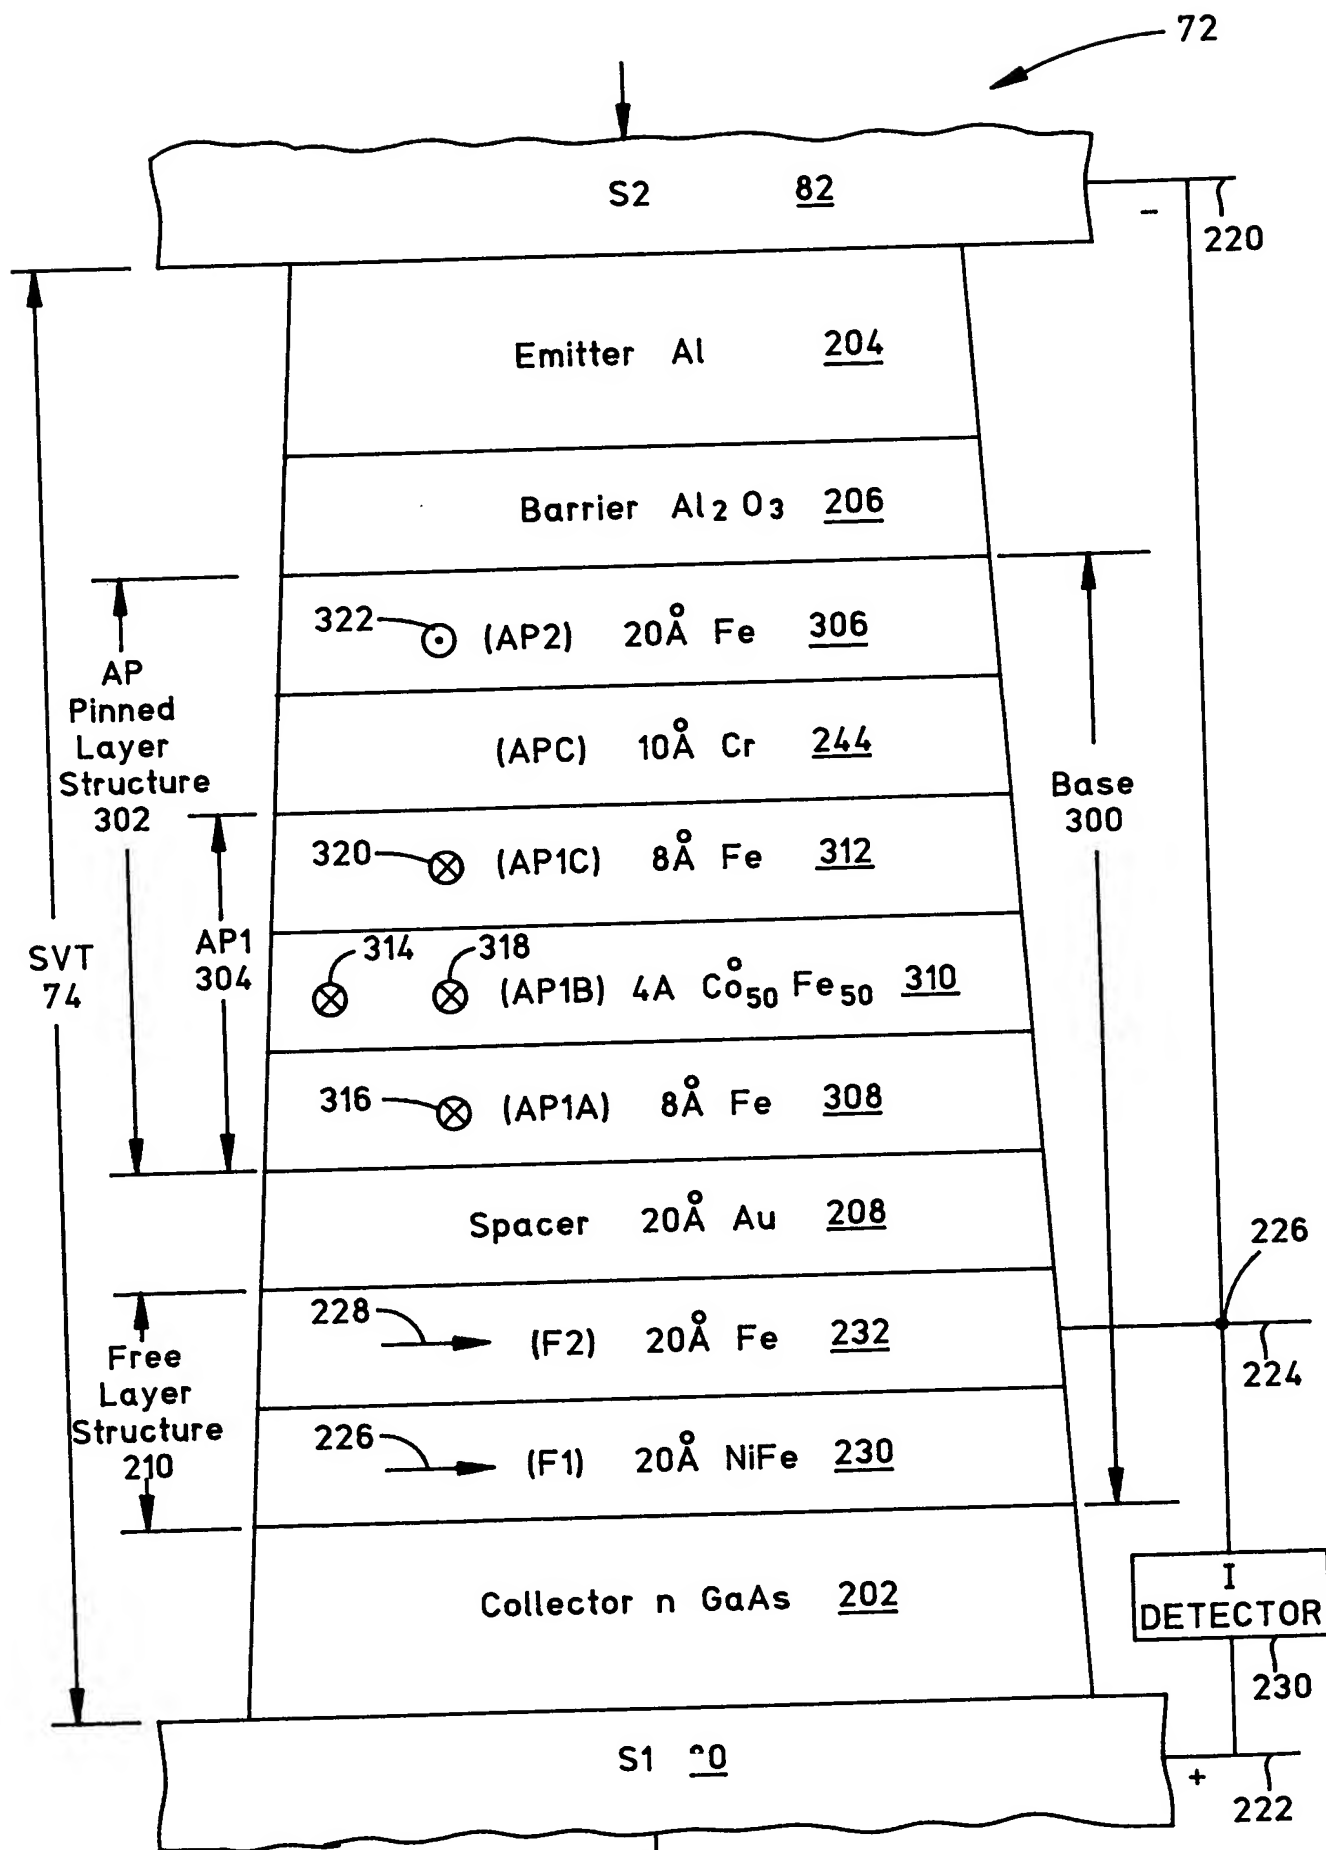 72
S2 82
-
220
Emitter Al 204
Barrier Al2O3 206
322 (AP2) 20Å Fe 306
AP
Pinned
Layer
Structure
302
(APC) 10Å Cr 244
Base
300
320 (AP1C) 8Å Fe 312
SVT
74
AP1
304
314 318 (AP1B) 4Å Co50 Fe50 310
316 (AP1A) 8Å Fe 308
Spacer 20Å Au 208
226
228 (F2) 20Å Fe 232
224
Free
Layer
Structure
210
226 (F1) 20Å NiFe 230
I
DETECTOR
230
Collector n GaAs 202
S1
+
222